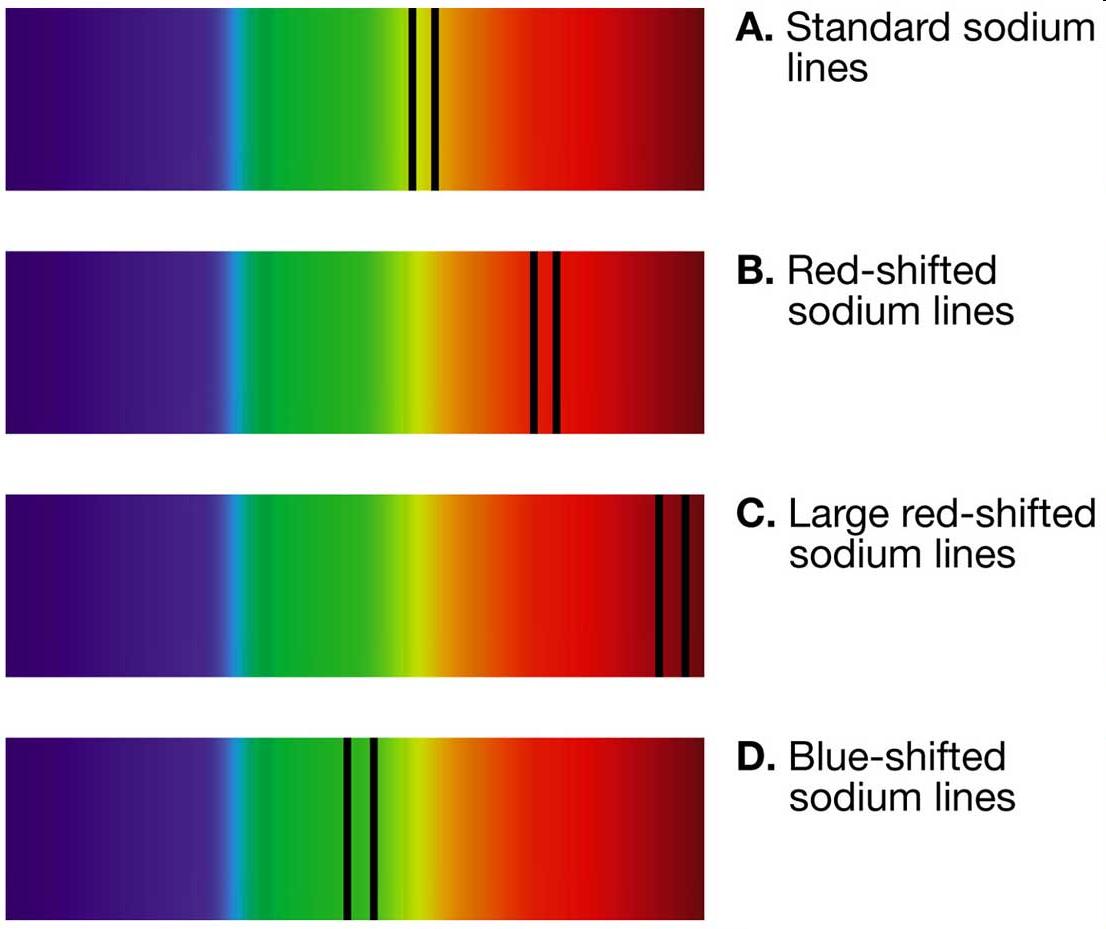 A. Standard sodium
lines
B. Red-shifted
sodium lines
C. Large red-shifted
sodium lines
D. Blue-shifted
sodium lines